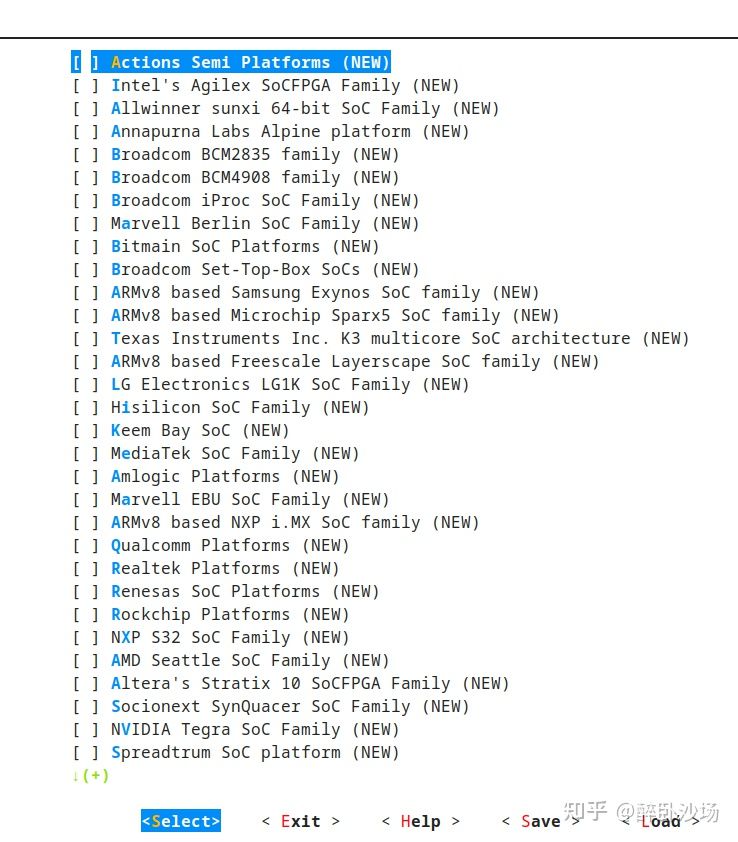 [ ] Actions Semi Platforms (NEW)
[ ] Intel's Agilex SoCFPGA Family (NEW)
[ ] Allwinner sunxi 64-bit SoC Family (NEW)
[ ] Annapurna Labs Alpine platform (NEW)
[ ] Broadcom BCM2835 family (NEW)
[ ] Broadcom BCM4908 family (NEW)
[ ] Broadcom iProc SoC Family (NEW)
[ ] Marvell Berlin SoC Family (NEW)
[ ] Bitmain SoC Platforms (NEW)
[ ] Broadcom Set-Top-Box SoCs (NEW)
[ ] ARMv8 based Samsung Exynos SoC family (NEW)
[ ] ARMv8 based Microchip Sparx5 SoC family (NEW)
[ ] Texas Instruments Inc. K3 multicore SoC architecture (NEW)
[ ] ARMv8 based Freescale Layerscape SoC family (NEW)
[ ] LG Electronics LG1K SoC Family (NEW)
[ ] Hisilicon SoC Family (NEW)
[ ] Keem Bay SoC (NEW)
[ ] MediaTek SoC Family (NEW)
[ ] Amlogic Platforms (NEW)
[ ] Marvell EBU SoC Family (NEW)
[ ] ARMv8 based NXP i.MX SoC family (NEW)
[ ] Qualcomm Platforms (NEW)
[ ] Realtek Platforms (NEW)
[ ] Renesas SoC Platforms (NEW)
[ ] Rockchip Platforms (NEW)
[ ] NXP S32 SoC Family (NEW)
[ ] AMD Seattle SoC Family (NEW)
[ ] Altera's Stratix 10 SoCFPGA Family (NEW)
[ ] Socionext SynQuacer SoC Family (NEW)
[ ] NVIDIA Tegra SoC Family (NEW)
[ ] Spreadtrum SoC platform (NEW)
↓(+)
<Select> < Exit > < Help > < Save > < Load >
知乎 @醉卧沙场